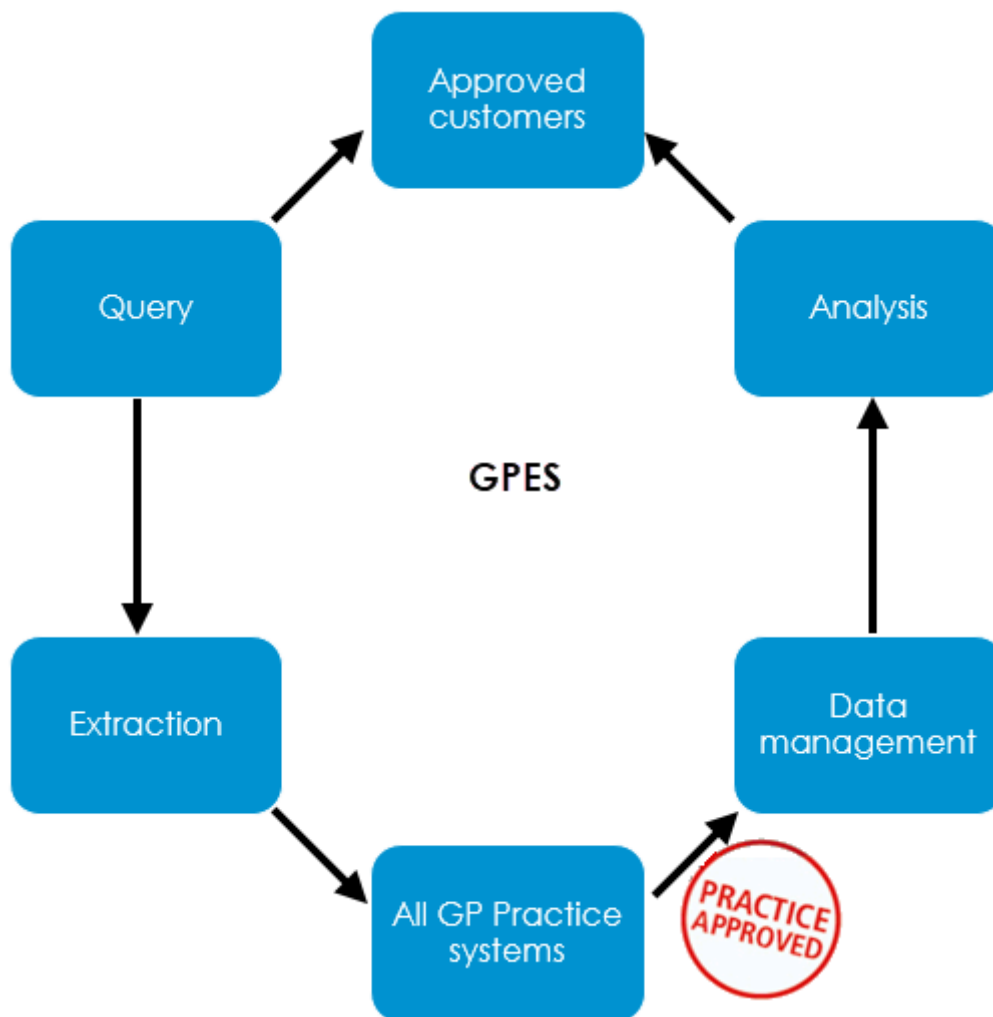 Approved
customers
Query
Analysis
GPES
Extraction
Data
management
All GP Practice
systems
PRACTICE
APPROVED